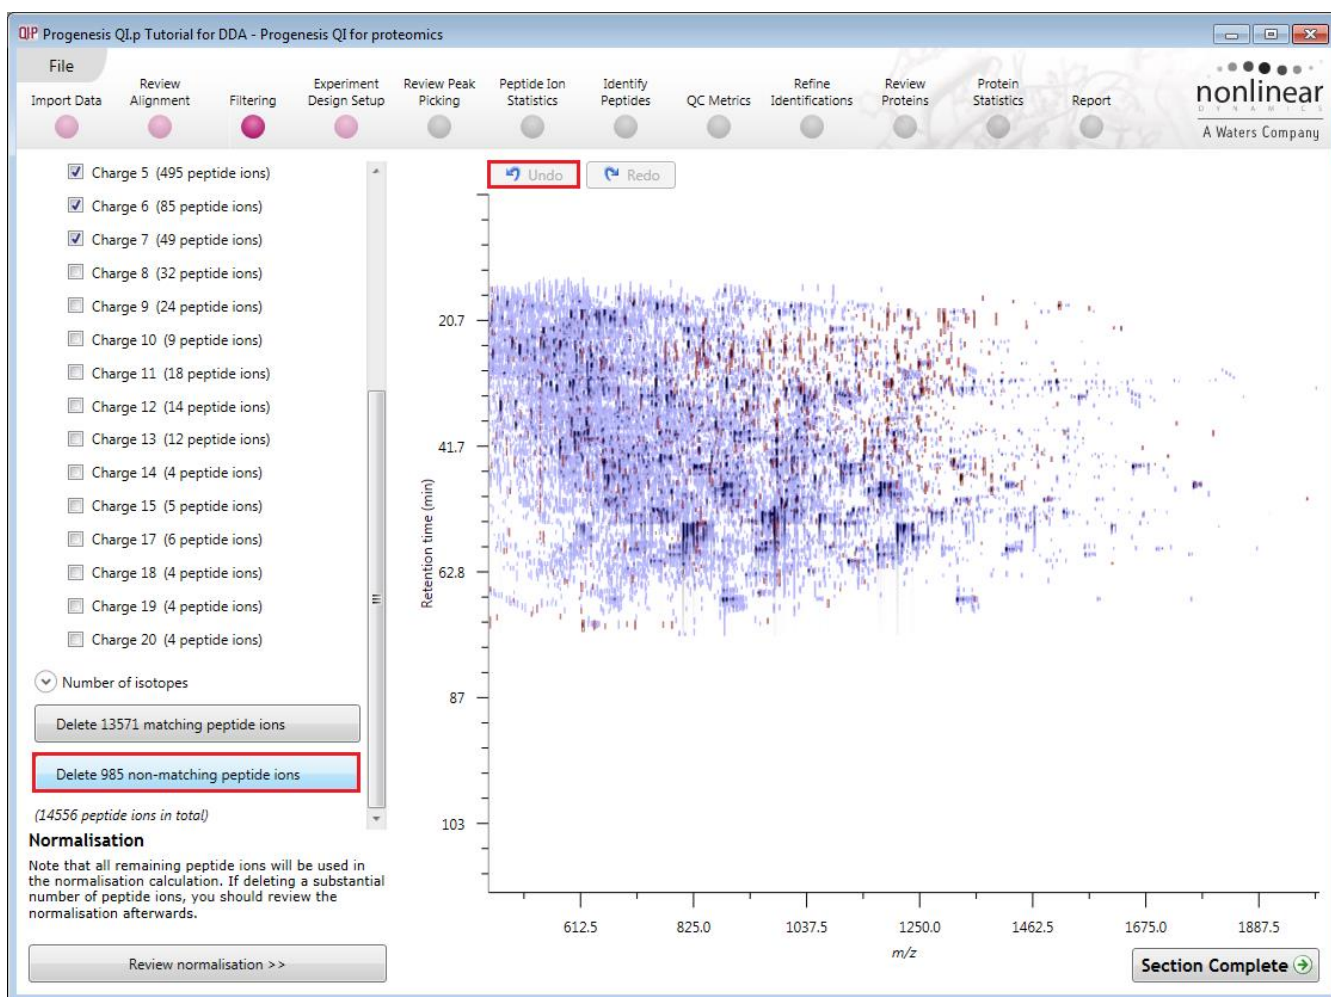 QIP Progenesis QI.p Tutorial for DDA - Progenesis QI for proteomics
File
Import Data
Review
Alignment
Filtering
Experiment
Design Setup
Review Peak
Picking
Peptide Ion
Statistics
Identify
Peptides
QC Metrics
Refine
Identifications
Review
Proteins
Protein
Statistics
Report
nonlinear
DYNAMICS
A Waters Company
Charge 5 (495 peptide ions)
Charge 6 (85 peptide ions)
Charge 7 (49 peptide ions)
Charge 8 (32 peptide ions)
Charge 9 (24 peptide ions)
Charge 10 (9 peptide ions)
Charge 11 (18 peptide ions)
Charge 12 (14 peptide ions)
Charge 13 (12 peptide ions)
Charge 14 (4 peptide ions)
Charge 15 (5 peptide ions)
Charge 17 (6 peptide ions)
Charge 18 (4 peptide ions)
Charge 19 (4 peptide ions)
Charge 20 (4 peptide ions)
Number of isotopes
Delete 13571 matching peptide ions
Delete 985 non-matching peptide ions
(14556 peptide ions in total)
Normalisation
Note that all remaining peptide ions will be used in
the normalisation calculation. If deleting a substantial
number of peptide ions, you should review the
normalisation afterwards.
Review normalisation >>
Undo
Redo
Retention time (min)
20.7
41.7
62.8
87
103
612.5
825.0
1037.5
1250.0
1462.5
1675.0
1887.5
m/z
Section Complete